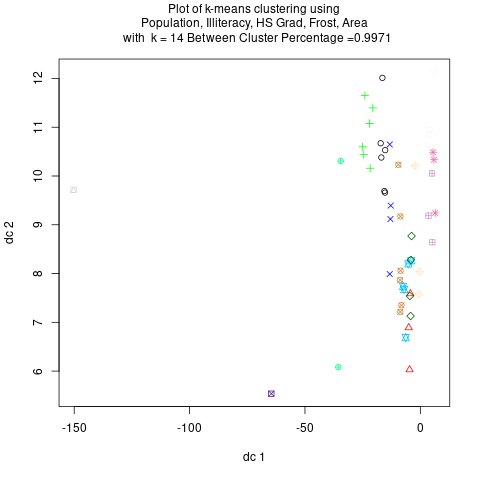 Plot of k-means clustering using
Population, Illiteracy, HS Grad, Frost, Area
with k = 14 Between Cluster Percentage =0.9971
12
11
10
9
8
7
6
dc 2
-150
-100
-50
0
dc 1